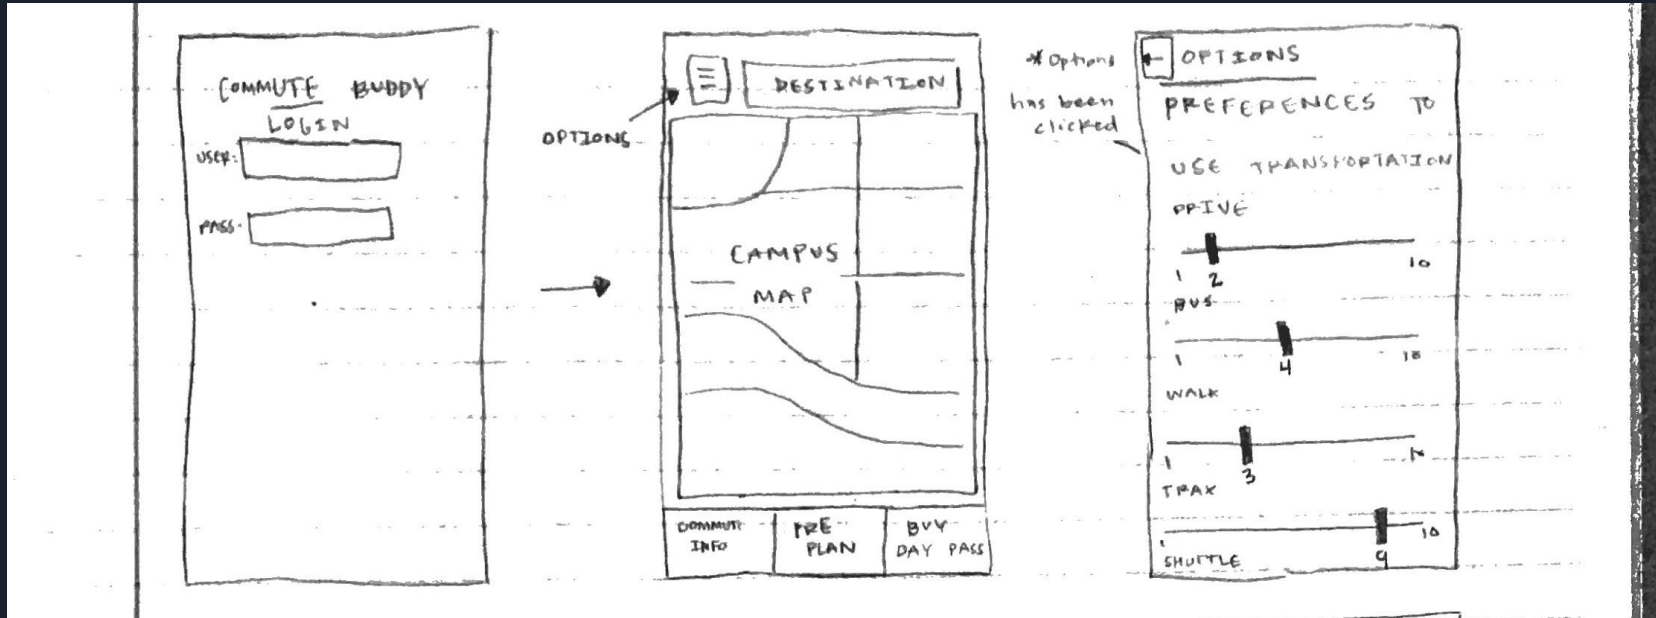 COMMUTE BUDDY
LOGIN
USER:
PASS:
OPTIONS
DESTINATION
CAMPUS
MAP
COMMUTE
INFO
PRE
PLAN
BUY
DAY PASS
*Options
has been
clicked
← OPTIONS
PREFERENCES TO
USE TRANSPORTATION
DRIVE
1 2 10
BUS
1 4 10
WALK
1 3
TRAX
1 9 10
SHUTTLE